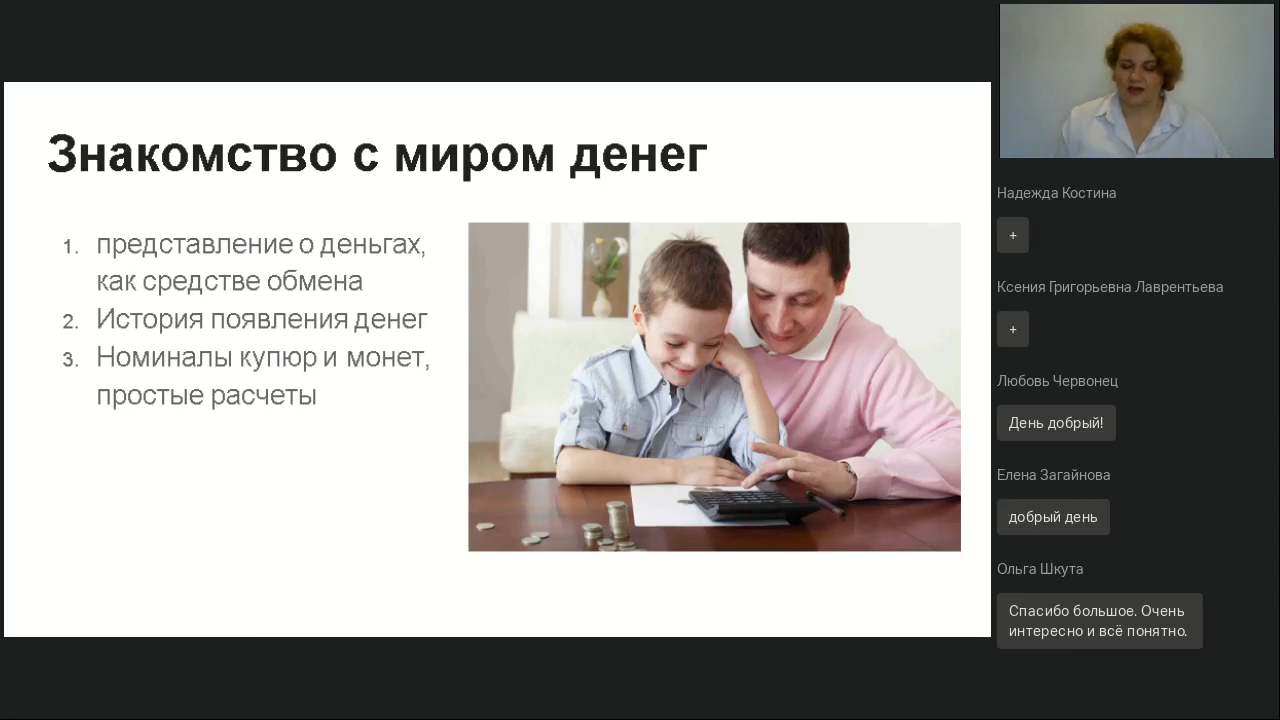 Знакомство с миром денег
1. представление о деньгах,
как средстве обмена
2. История появления денег
3. Номиналы купюр и монет,
простые расчеты
Надежда Костина
+
Ксения Григорьевна Лаврентьева
+
Любовь Червонец
День добрый!
Елена Загайнова
добрый день
Ольга Шкута
Спасибо большое. Очень
интересно и всё понятно.